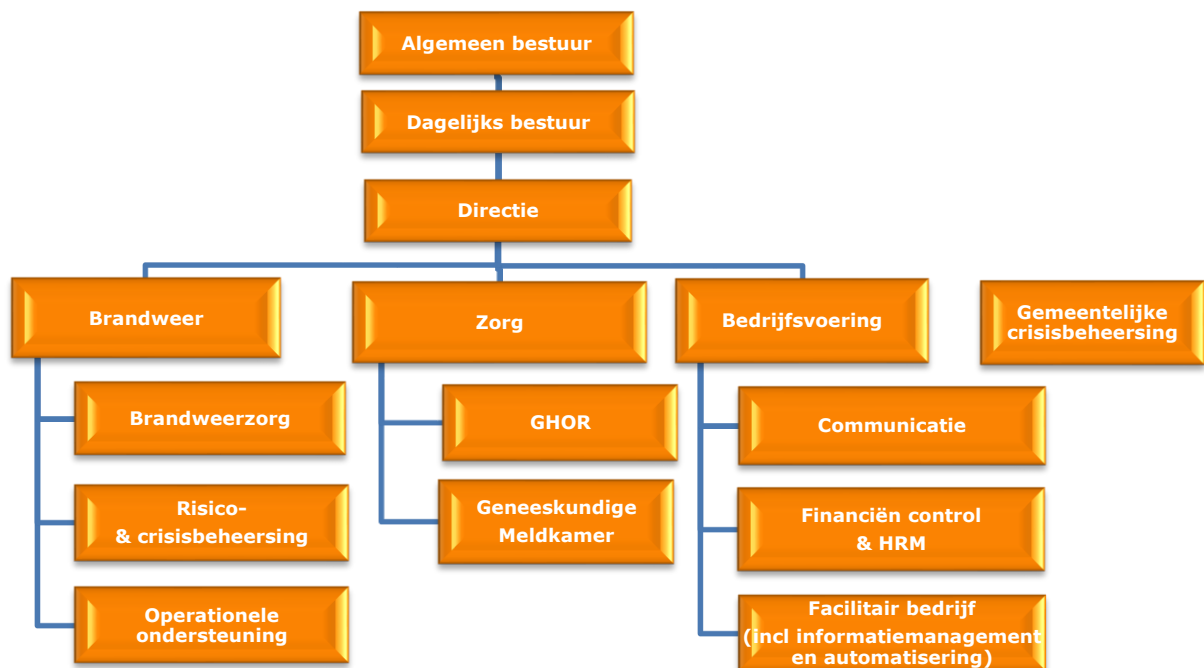 Algemeen bestuur
Dagelijks bestuur
Directie
Brandweer
Zorg
Bedrijfsvoering
Gemeentelijke
crisisbeheersing
Brandweerzorg
GHOR
Communicatie
Risico-
& crisisbeheersing
Geneeskundige
Meldkamer
Financiën control
& HRM
Operationele
ondersteuning
Facilitair bedrijf
(incl informatiemanagement
en automatisering)